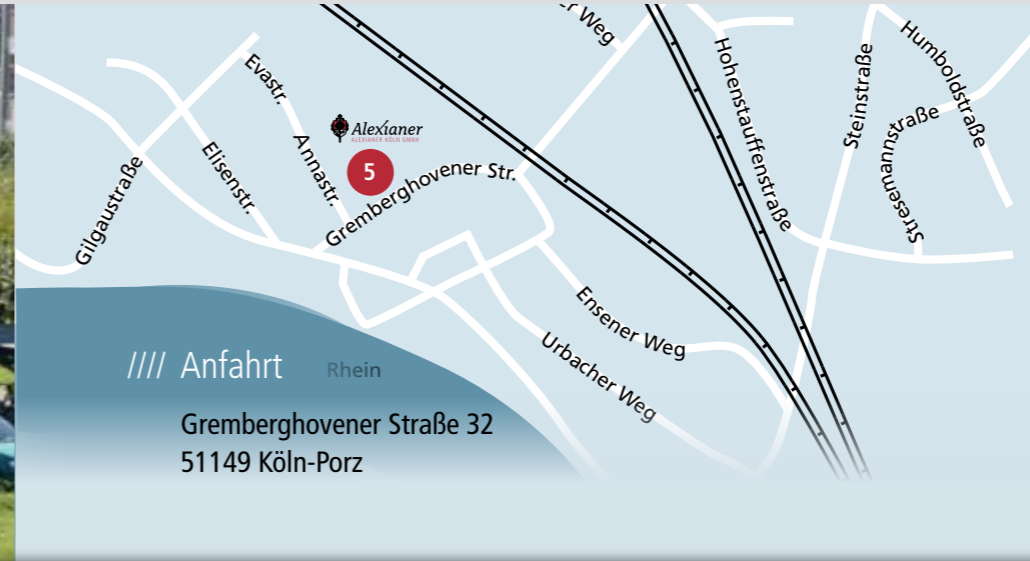 er Weg
Humboldstraße
Hohenstauffenstraße
Steinstraße
Evastr.
Stresemannstraße
Alexianer
ALEXIANER KÖLN GMBH
Annastr.
Elisenstr.
5
Gremberghovener Str.
Gilgaustraße
Ensener Weg
Urbacher Weg
//// Anfahrt
Rhein
Gremberghovener Straße 32
51149 Köln-Porz